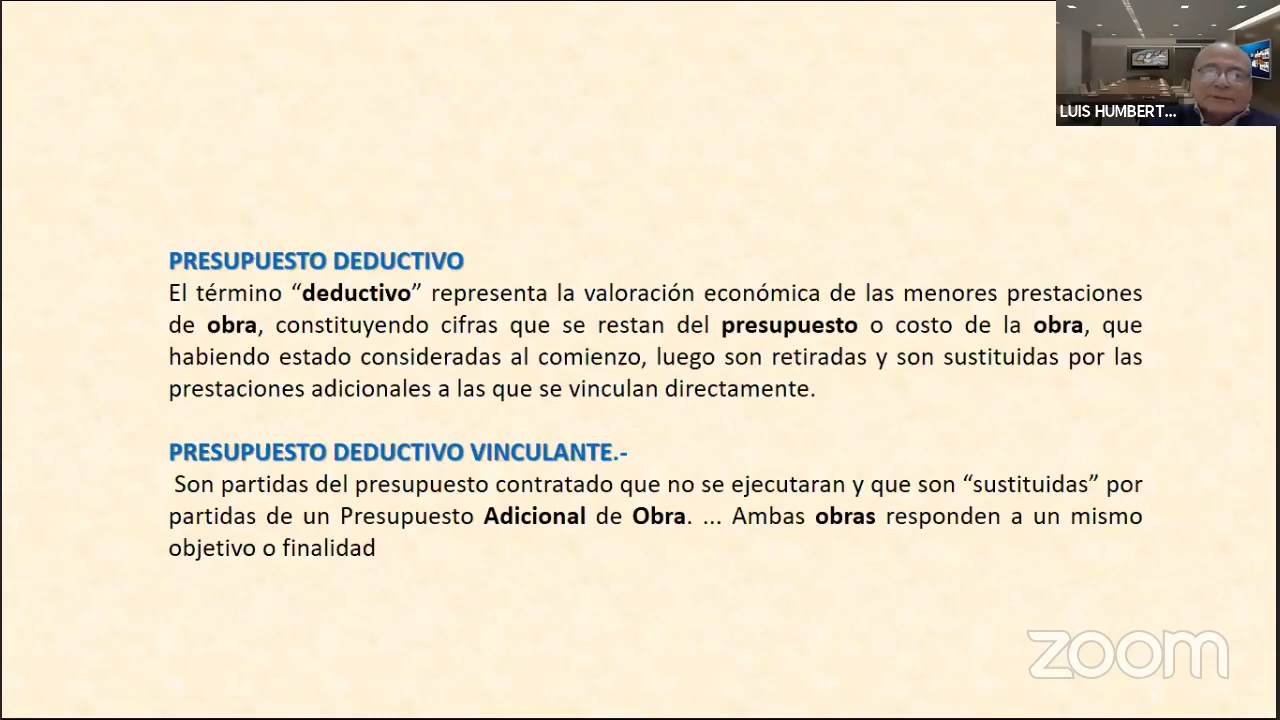 LUIS HUMBERT...
PRESUPUESTO DEDUCTIVO
El término “deductivo” representa la valoración económica de las menores prestaciones
de obra, constituyendo cifras que se restan del presupuesto o costo de la obra, que
habiendo estado consideradas al comienzo, luego son retiradas y son sustituidas por las
prestaciones adicionales a las que se vinculan directamente.
PRESUPUESTO DEDUCTIVO VINCULANTE.-
Son partidas del presupuesto contratado que no se ejecutaran y que son “sustituidas” por
partidas de un Presupuesto Adicional de Obra. ... Ambas obras responden a un mismo
objetivo o finalidad
zoom